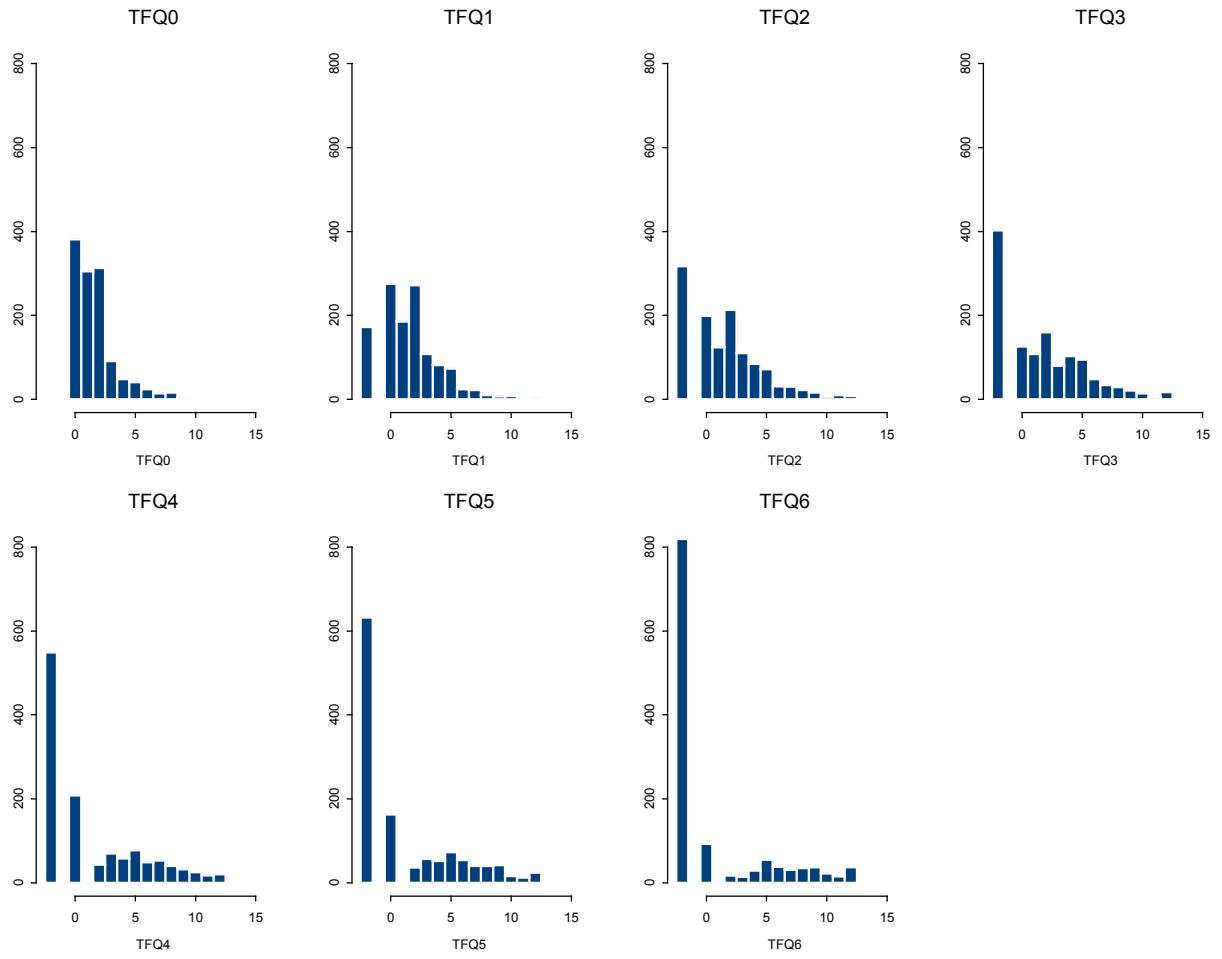 TFQ0 TFQ1 TFQ2 TFQ3
800 800 800 800
600 600 600 600
400 400 400 400
200 200 200 200
0 0 0 0
0 5 10 15 0 5 10 15 0 5 10 15 0 5 10 15
TFQ0 TFQ1 TFQ2 TFQ3
TFQ4 TFQ5 TFQ6
800 800 800
600 600 600
400 400 400
200 200 200
0 0 0
0 5 10 15 0 5 10 15 0 5 10 15
TFQ4 TFQ5 TFQ6